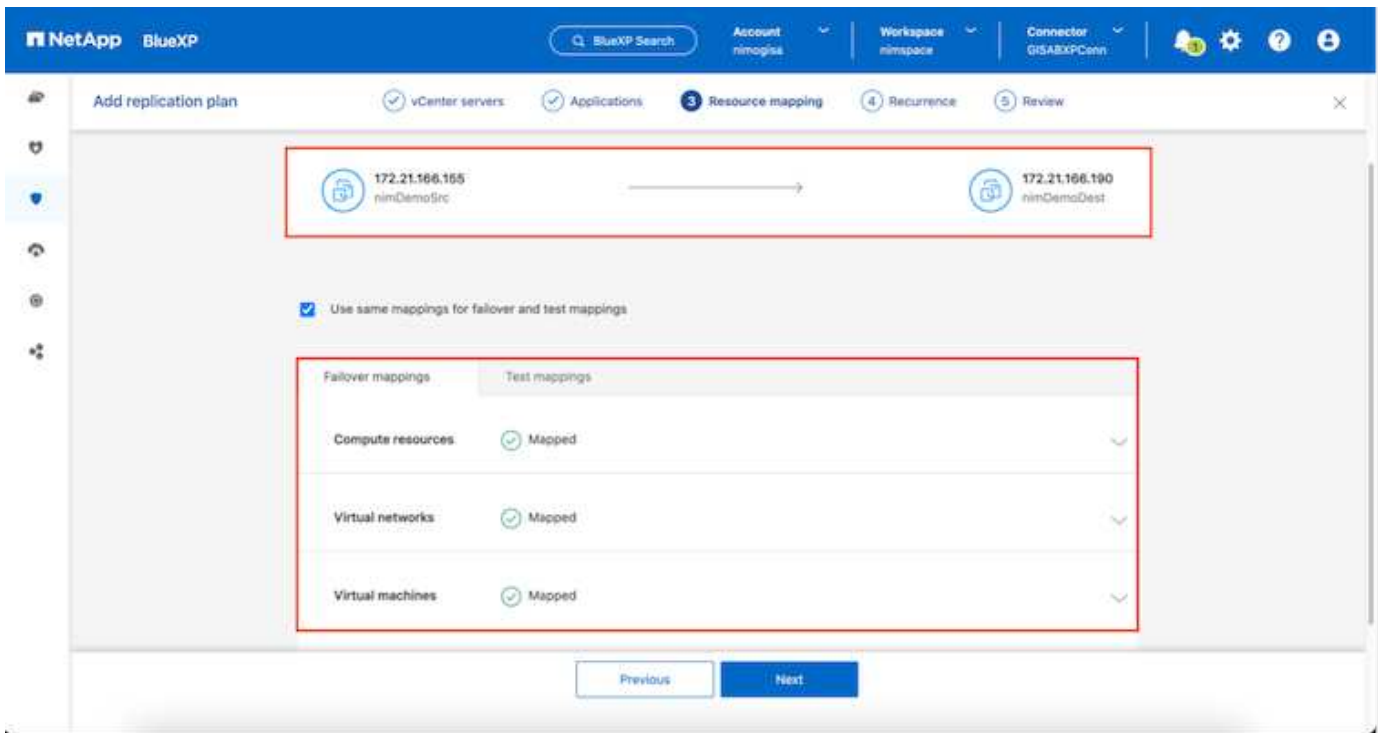 NetApp BlueXP
BlueXP Search
Account
nimogisa
Workspace
nimspace
Connector
GISABXPConn
1
Add replication plan
vCenter servers
Applications
3 Resource mapping
4 Recurrence
5 Review
172.21.166.165
nimDemoSrc
172.21.166.190
nimDemoDest
Use same mappings for failover and test mappings
Failover mappings
Test mappings
Compute resources Mapped
Virtual networks Mapped
Virtual machines Mapped
Previous
Next